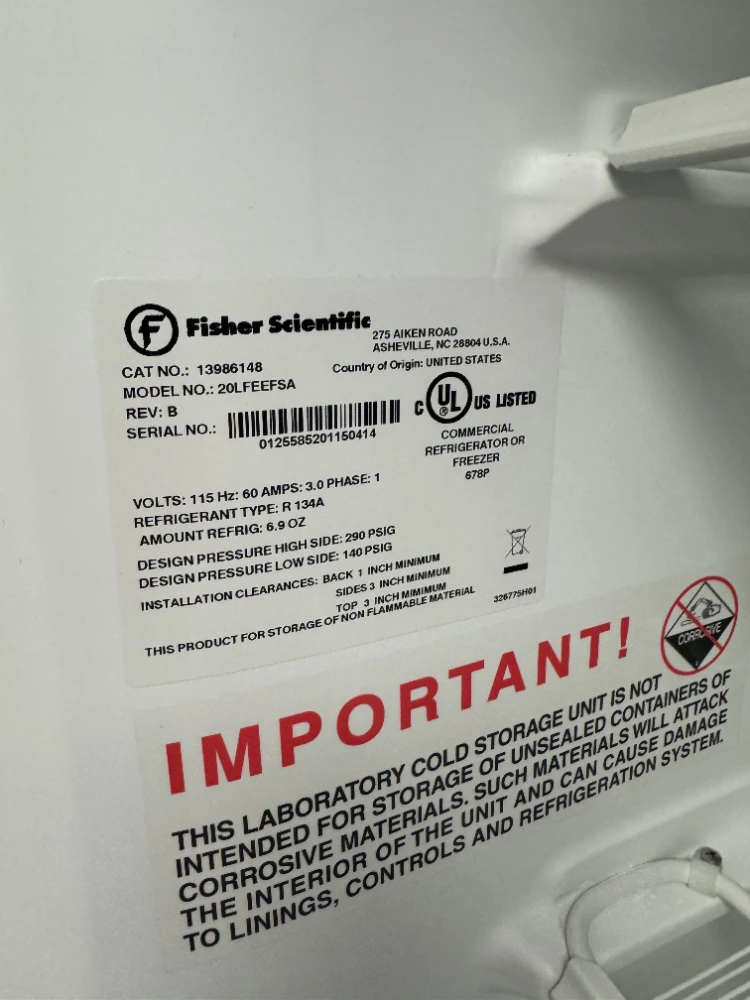 F Fisher Scientific
275 AIKEN ROAD
ASHEVILLE, NC 28804 U.S.A.
CAT NO.: 13986148
Country of Origin: UNITED STATES
MODEL NO.: 20LFEEFSA
REV: B
SERIAL NO.:
0125585201150414
C UL ® US LISTED
COMMERCIAL
REFRIGERATOR OR
FREEZER
678P
VOLTS: 115 Hz: 60 AMPS: 3.0 PHASE: 1
REFRIGERANT TYPE: R 134A
AMOUNT REFRIG: 6.9 OZ
DESIGN PRESSURE HIGH SIDE: 290 PSIG
DESIGN PRESSURE LOW SIDE: 140 PSIG
INSTALLATION CLEARANCES: BACK 1 INCH MINIMUM
SIDES 3 INCH MINIMUM
TOP 3 INCH MIMIMUM
THIS PRODUCT FOR STORAGE OF NON FLAMMABLE MATERIAL
326775H01
IMPORTANT!
CORROSIVE
THIS LABORATORY COLD STORAGE UNIT IS NOT
INTENDED FOR STORAGE OF UNSEALED CONTAINERS OF
CORROSIVE MATERIALS. SUCH MATERIALS WILL ATTACK
THE INTERIOR OF THE UNIT AND CAN CAUSE DAMAGE
TO LININGS, CONTROLS AND REFRIGERATION SYSTEM.